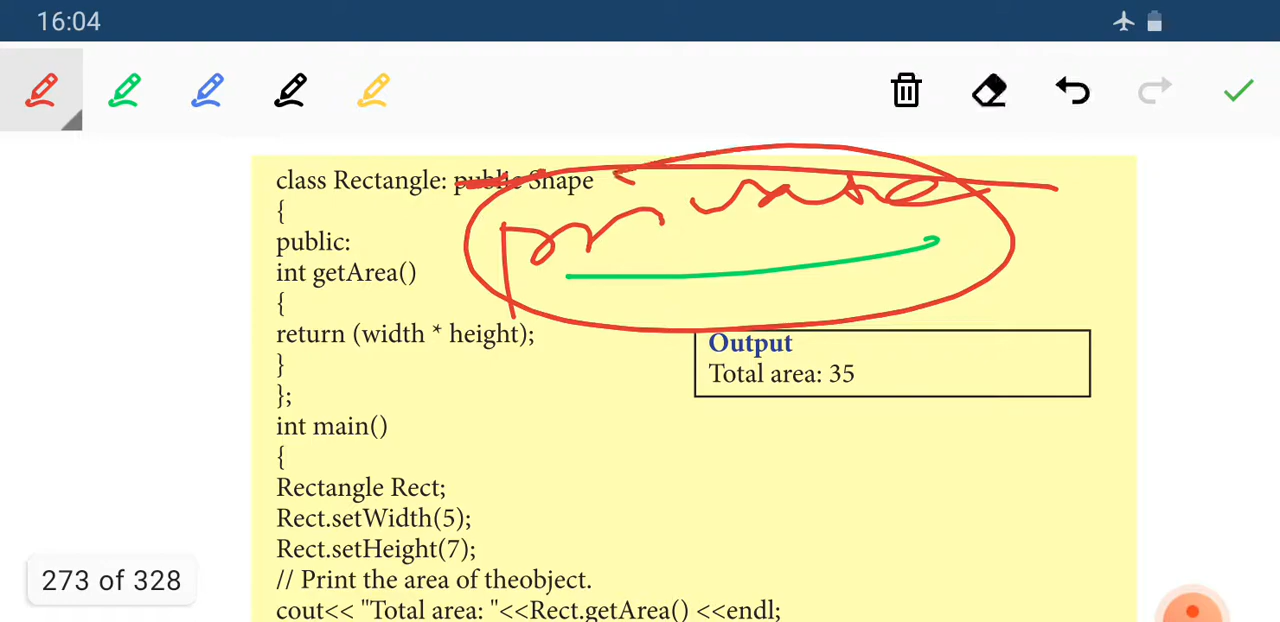 16:04
class Rectangle: public Shape
private
{
public:
int getArea()
{
return (width * height);
Output
Total area: 35
}
};
int main()
{
Rectangle Rect;
Rect.setWidth(5);
Rect.setHeight(7);
// Print the area of theobject.
cout<< "Total area: "<<Rect.getArea() <<endl;
273 of 328